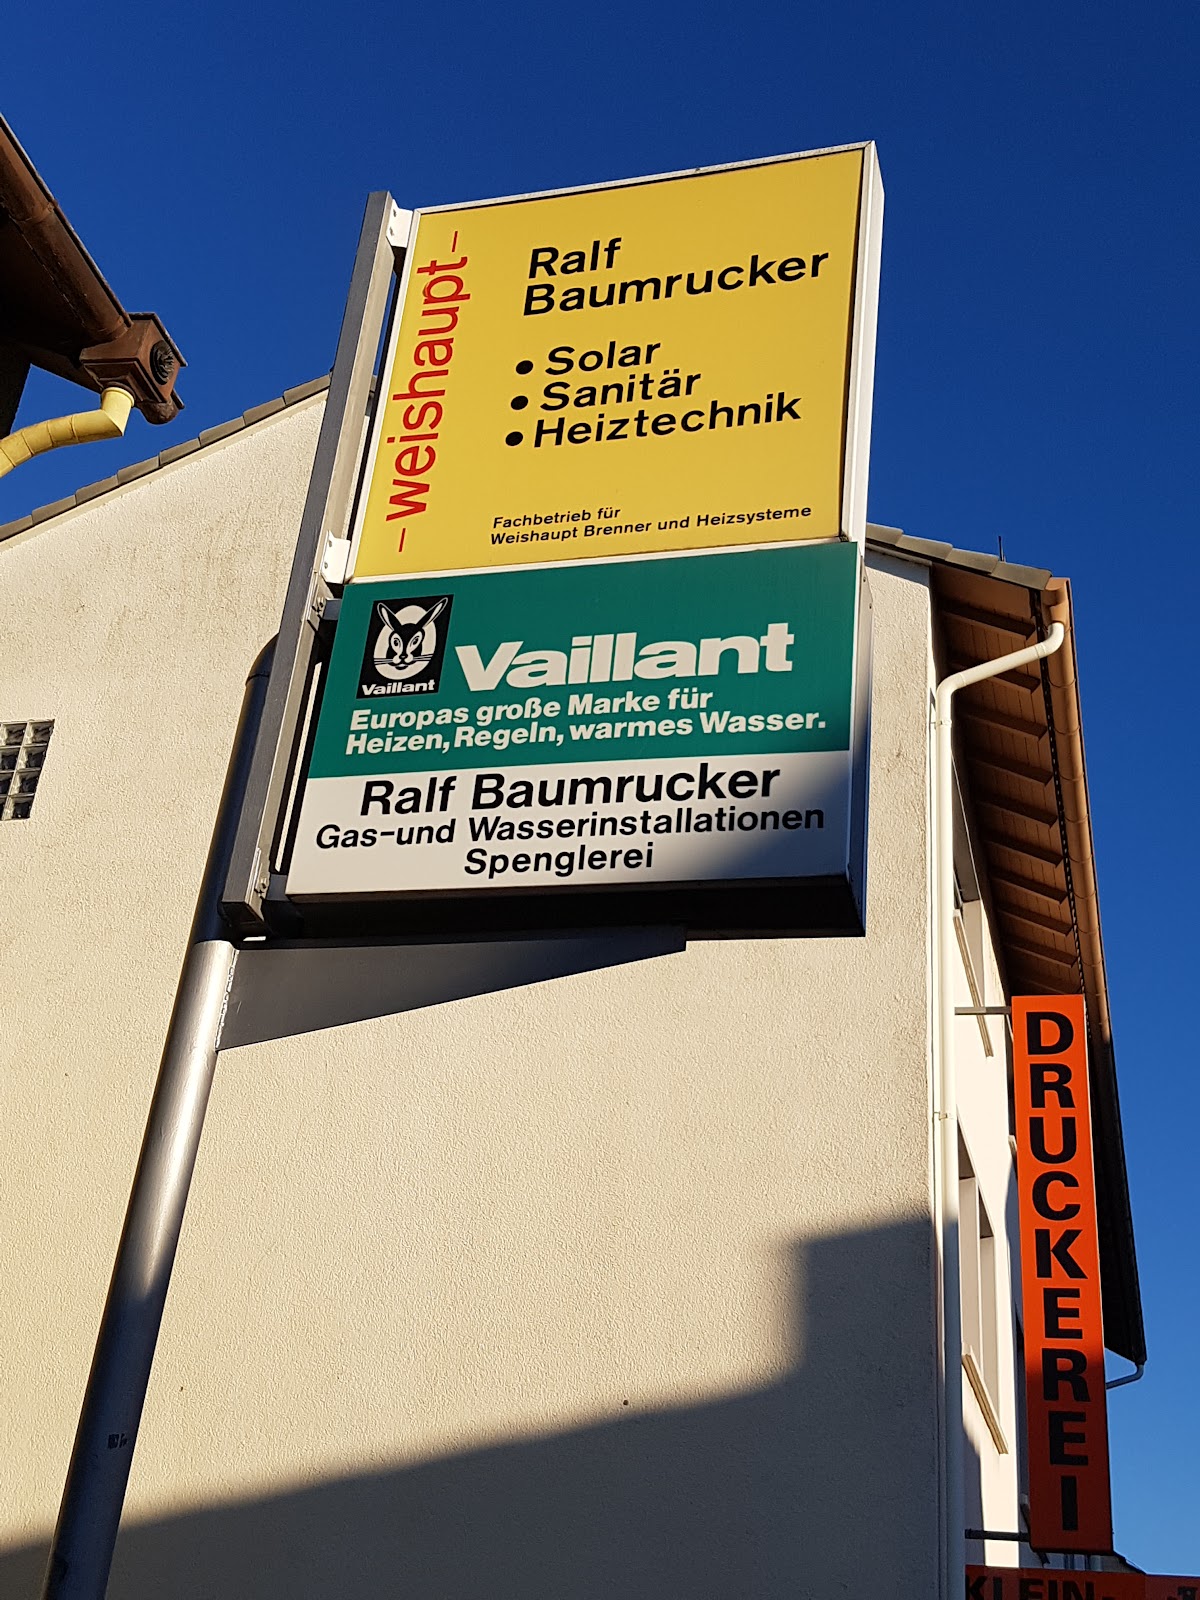 -weishaupt-
Ralf
Baumrucker
• Solar
• Sanitär
• Heiztechnik
Fachbetrieb für
Weishaupt Brenner und Heizsysteme
Vaillant
Vaillant
Europas große Marke für
Heizen, Regeln, warmes Wasser.
Ralf Baumrucker
Gas-und Wasserinstallationen
Spenglerei
DRUCKEREI
KLEIN